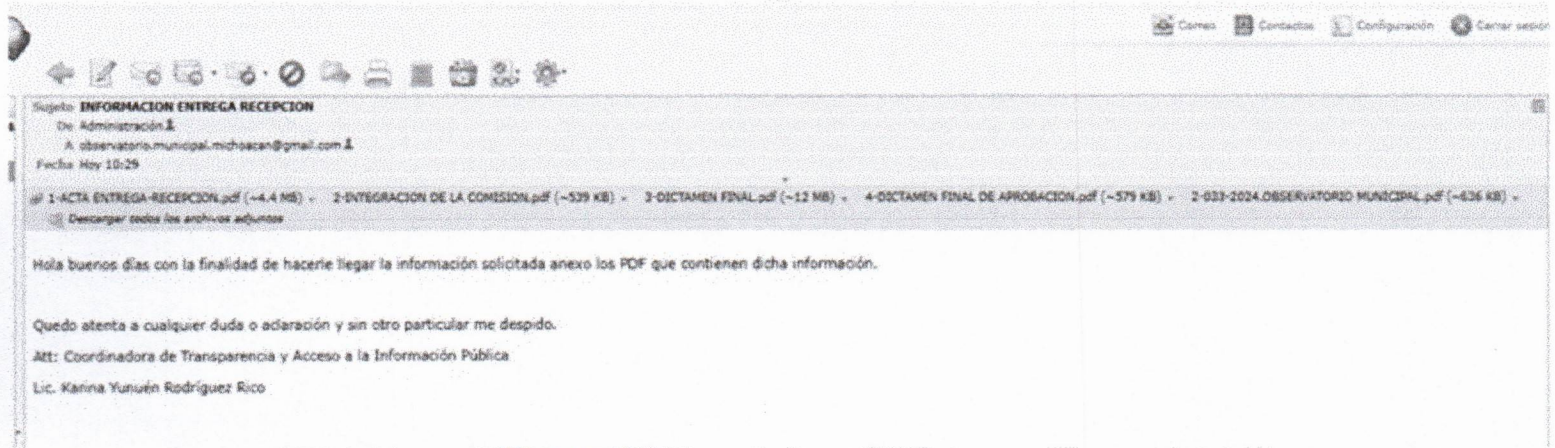 Correo Contactos Configuración Cerrar sesión
Sujeto INFORMACION ENTREGA RECEPCION
De Administración
A observatorio.municipal.michoacan@gmail.com
Fecha Hoy 10:29
1-ACTA ENTREGA-RECEPCION.pdf (~4.4 MB) 2-INTEGRACION DE LA COMISION.pdf (~539 KB) 3-DICTAMEN FINAL.pdf (~12 MB) 4-DICTAMEN FINAL DE APROBACION.pdf (~579 KB) 2-033-2024.OBSERVATORIO MUNICIPAL.pdf (~636 KB)
Descargar todos los archivos adjuntos
Hola buenos días con la finalidad de hacerle llegar la información solicitada anexo los PDF que contienen dicha información.
Quedo atenta a cualquier duda o aclaración y sin otro particular me despido.
Att: Coordinadora de Transparencia y Acceso a la Información Pública
Lic. Karina Yunuén Rodríguez Rico